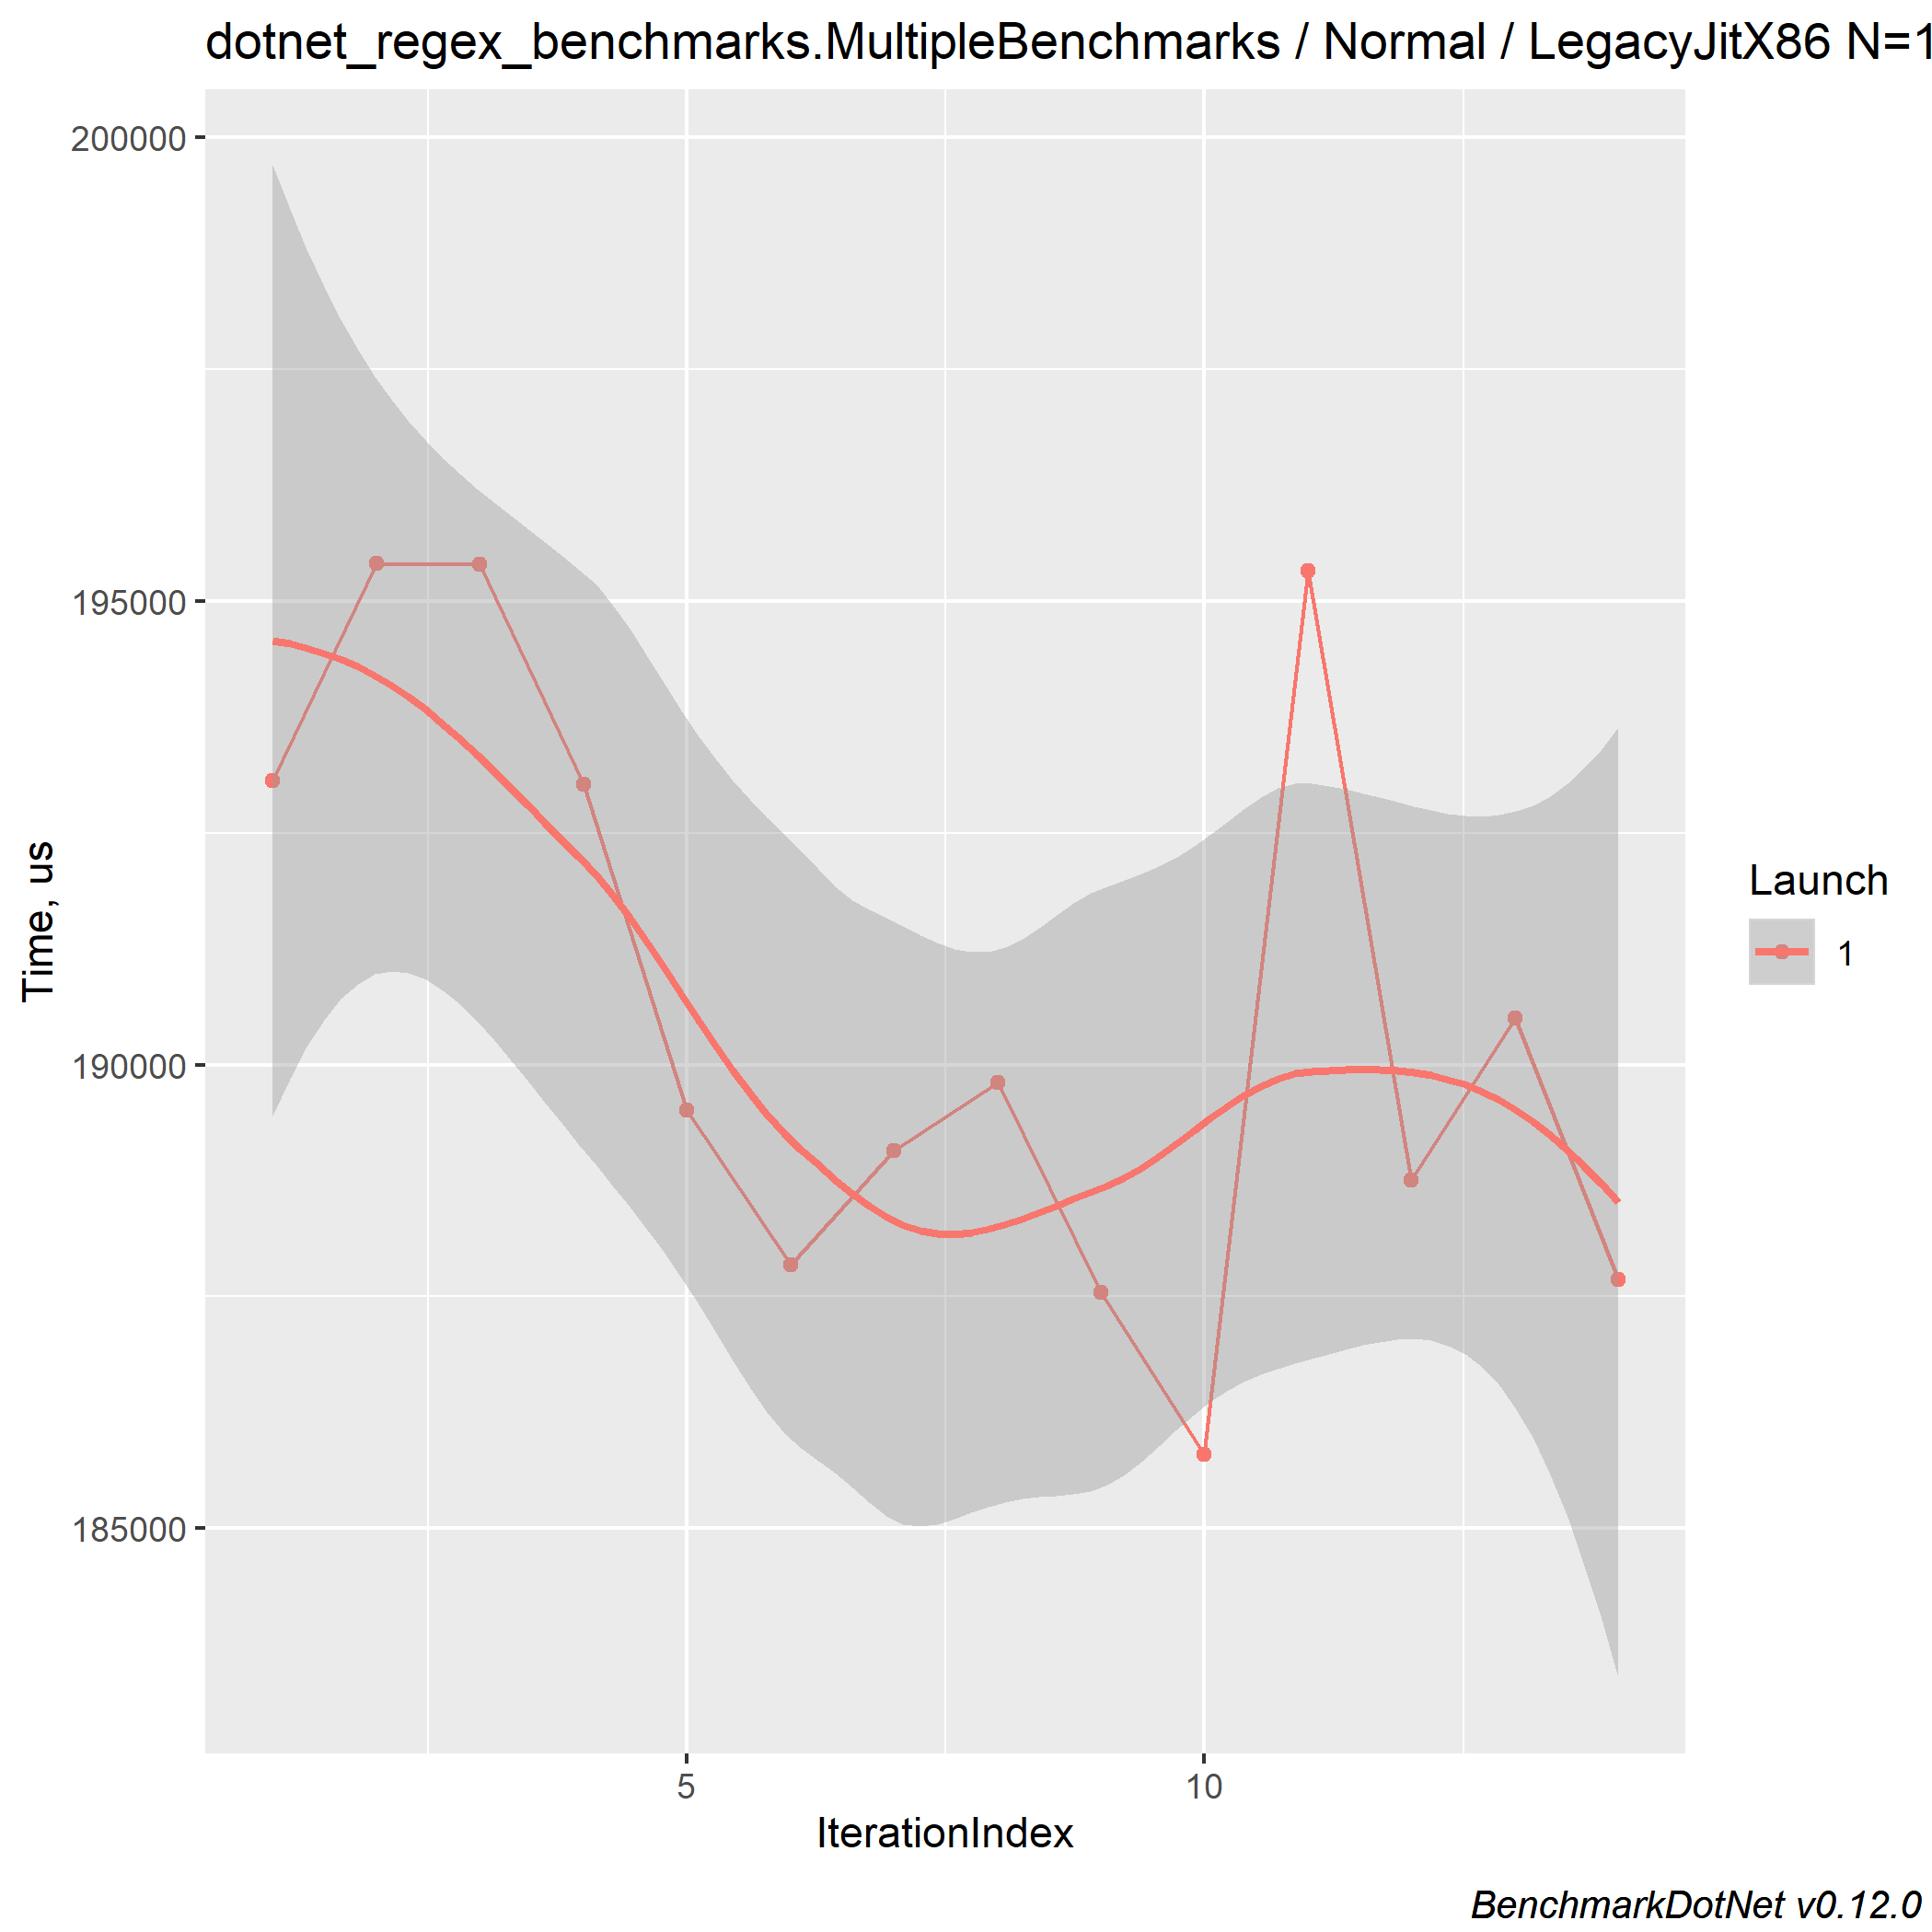 dotnet_regex_benchmarks.MultipleBenchmarks / Normal / LegacyJitX86 N=1
200000
195000
190000
185000
Time, us
5
10
IterationIndex
Launch
1
BenchmarkDotNet v0.12.0